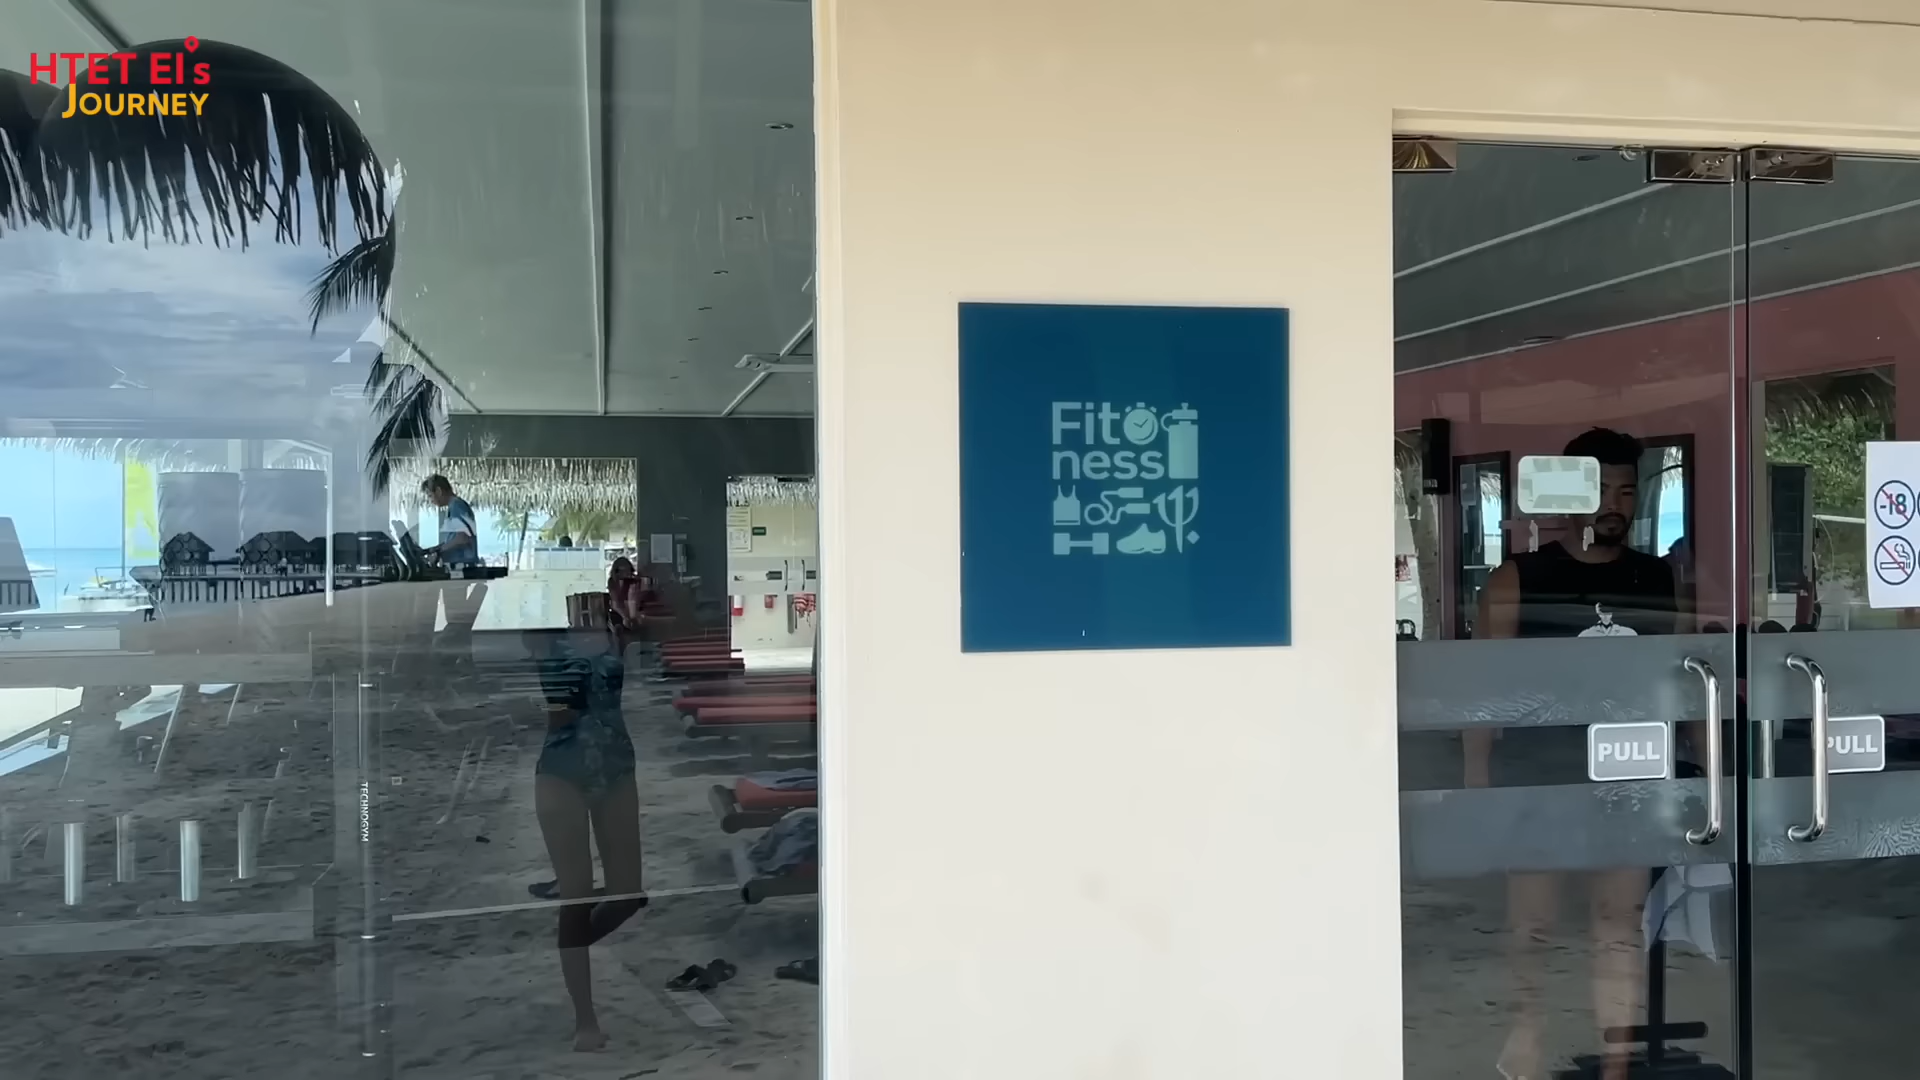 HTET EI's
JOURNEY
Fit
ness
TECHNOGYM
PULL
PULL
-18